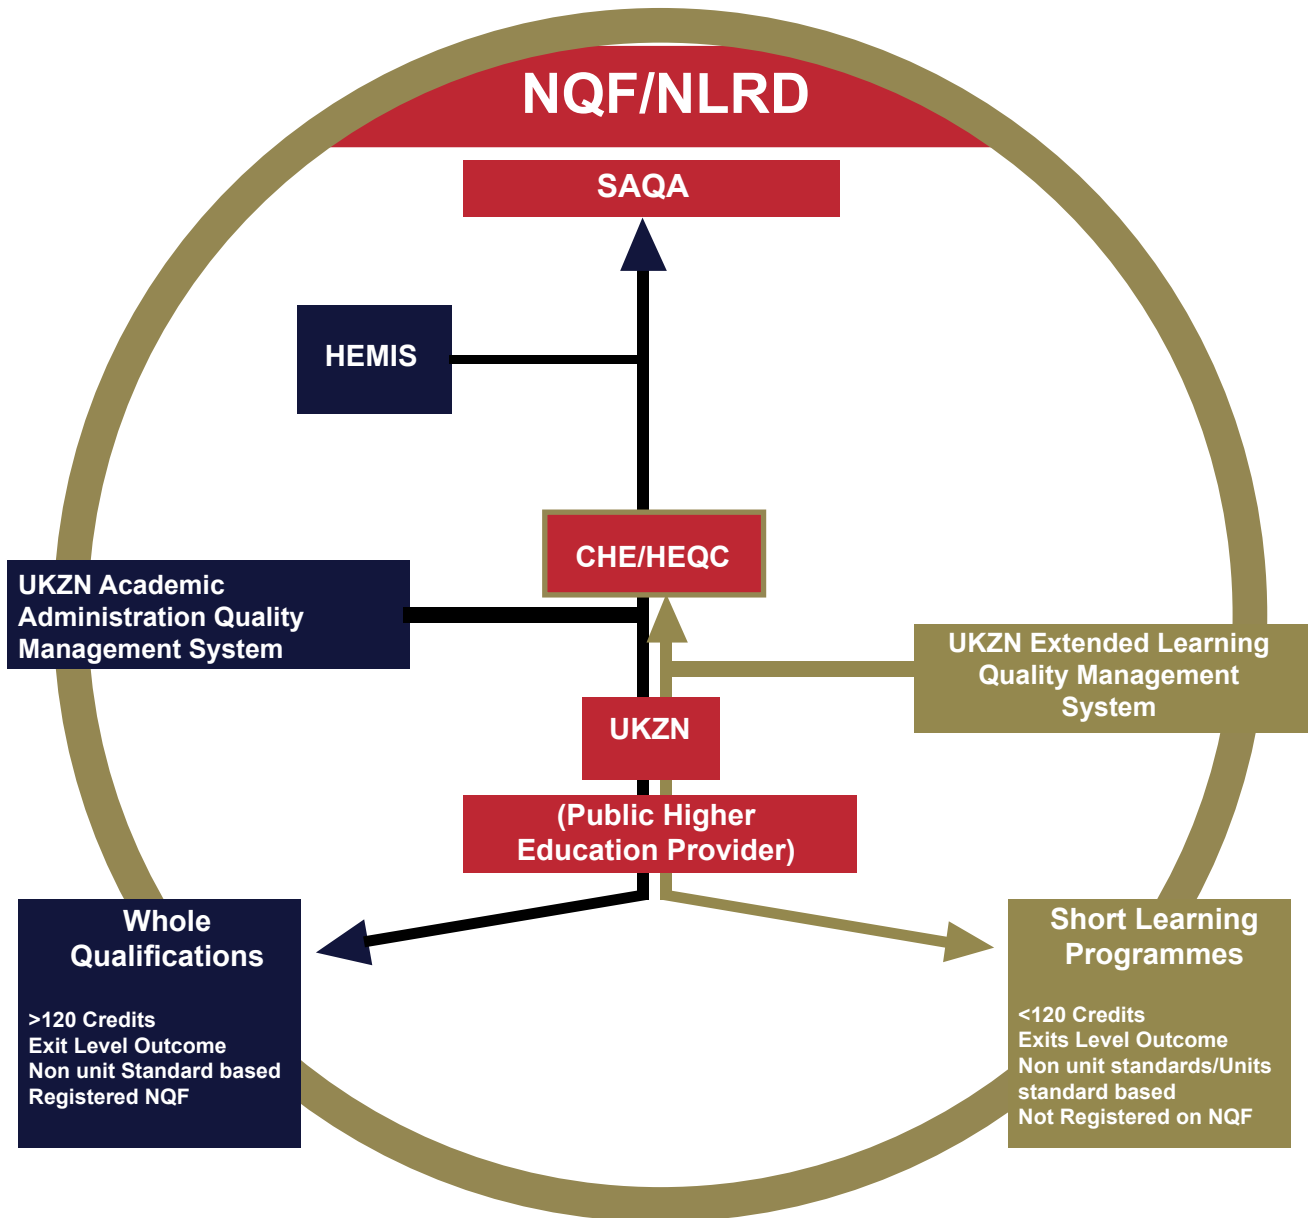 NQF/NLRD
SAQA
HEMIS
CHE/HEQC
UKZN Academic
Administration Quality
Management System
UKZN Extended Learning
Quality Management
System
UKZN
(Public Higher
Education Provider)
Whole
Qualifications
>120 Credits
Exit Level Outcome
Non unit Standard based
Registered NQF
Short Learning
Programmes
<120 Credits
Exits Level Outcome
Non unit standards/Units
standard based
Not Registered on NQF